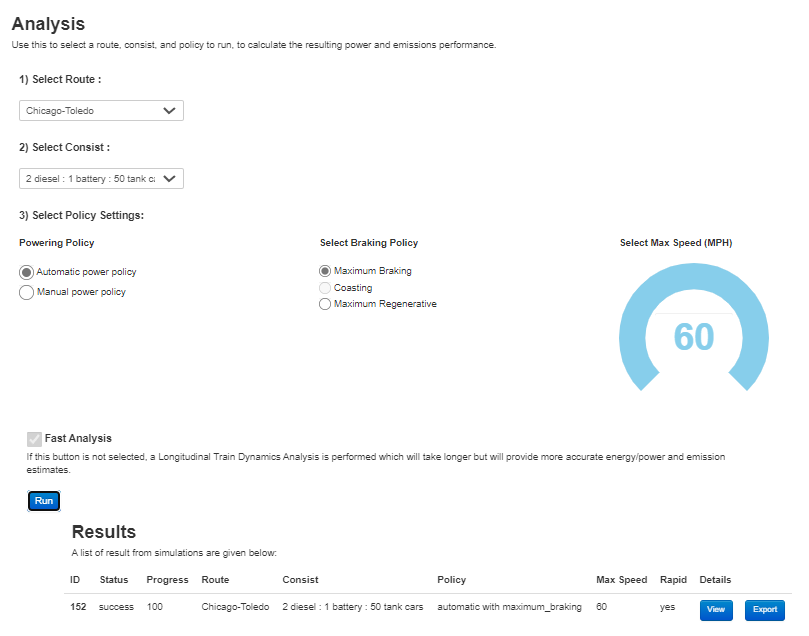 Analysis
Use this to select a route, consist, and policy to run, to calculate the resulting power and emissions performance.
1) Select Route :
Chicago-Toledo
2) Select Consist :
2 diesel : 1 battery : 50 tank c
3) Select Policy Settings:
Powering Policy
Select Braking Policy
Select Max Speed (MPH)
Automatic power policy
Manual power policy
Maximum Braking
Coasting
Maximum Regenerative
60
Fast Analysis
If this button is not selected, a Longitudinal Train Dynamics Analysis is performed which will take longer but will provide more accurate energy/power and emission
estimates.
Run
Results
A list of result from simulations are given below:
ID Status Progress Route Consist Policy Max Speed Rapid Details
152 success 100 Chicago-Toledo 2 diesel : 1 battery : 50 tank cars automatic with maximum_braking 60 yes View Export